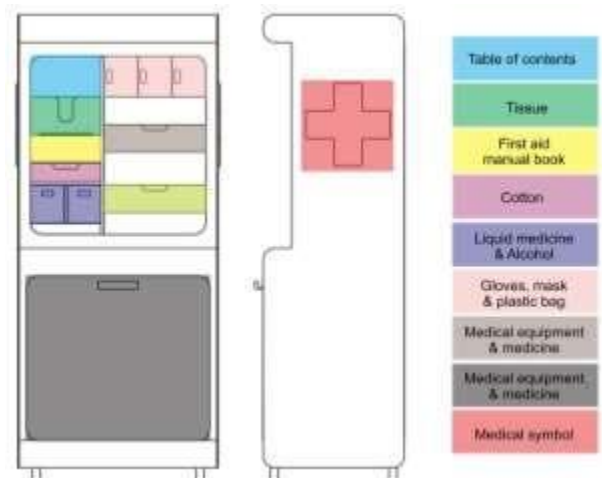 Table of contents
Tissue
First aid
manual book
Cotton
Liquid medicine
& Alcohol
Gloves, mask
& plastic bag
Medical equipment
& medicine
Medical equipment
& medicine
Medical symbol